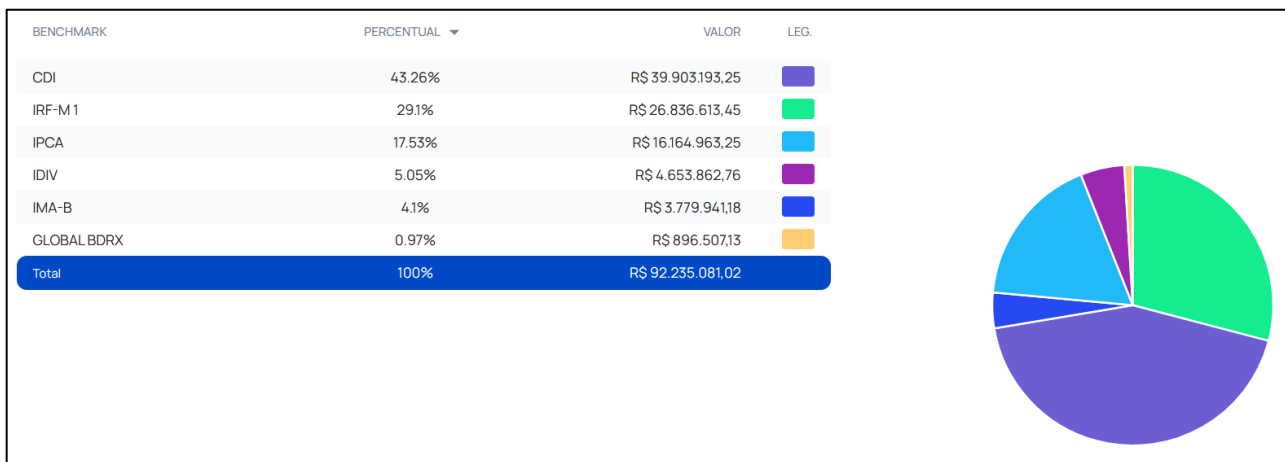 BENCHMARK PERCENTUAL VALOR LEG.
CDI 43.26% R$ 39.903.193,25
IRF-M 1 29.1% R$ 26.836.613,45
IPCA 17.53% R$ 16.164.963,25
IDIV 5.05% R$ 4.653.862,76
IMA-B 4.1% R$ 3.779.941,18
GLOBAL BDRX 0.97% R$ 896.507,13
Total 100% R$ 92.235.081,02